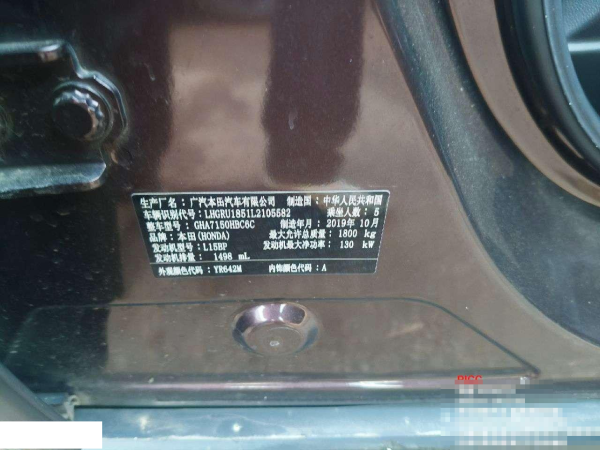 生产厂名：广汽本田汽车有限公司 制造国：中华人民共和国
车辆识别代号：LHGRU1851L2105582 乘坐人数：5
整车型号：GHA7150HBC6C 制造年月：2019年10月
品牌：本田(HONDA) 最大允许总质量：1800 kg
发动机型号：L15BP 发动机最大净功率：130 kW
发动机排量：1498 mL
外观颜色代码：YR642M 内饰颜色代码：A
PICC